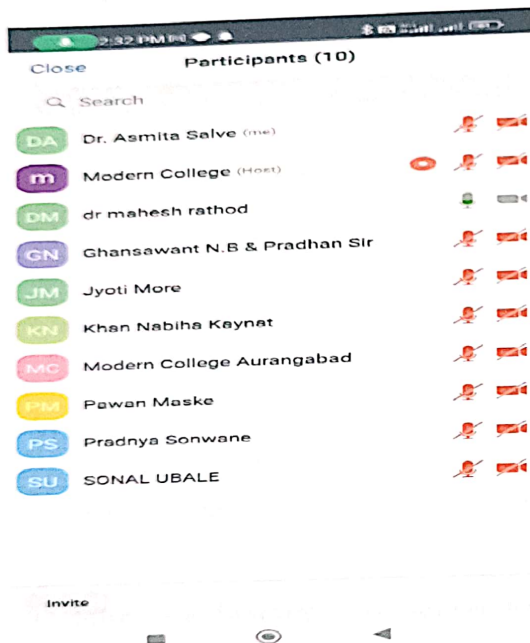 2:32 PM
Close
Participants (10)
Search
DA Dr. Asmita Salve (me)
m Modern College (Host)
DM dr mahesh rathod
GN Ghansawant N.B & Pradhan Sir
JM Jyoti More
KN Khan Nabiha Kaynat
MC Modern College Aurangabad
PM Pawan Maske
PS Pradnya Sonwane
SU SONAL UBALE
Invite